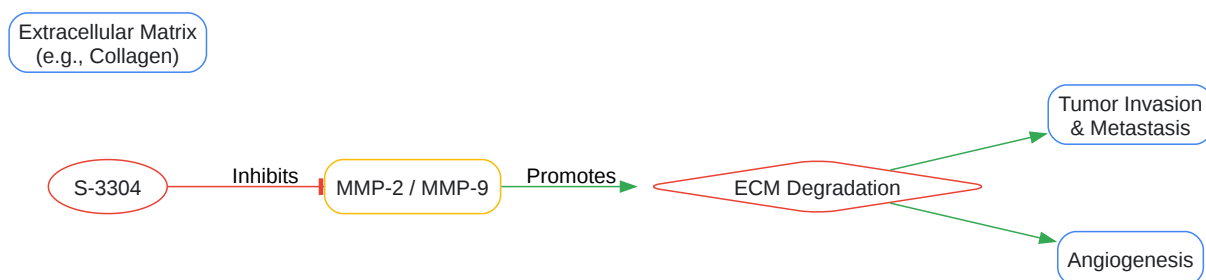 Extracellular Matrix
(e.g., Collagen)
S-3304
Inhibits
MMP-2 / MMP-9
Promotes
ECM Degradation
Tumor Invasion
& Metastasis
Angiogenesis